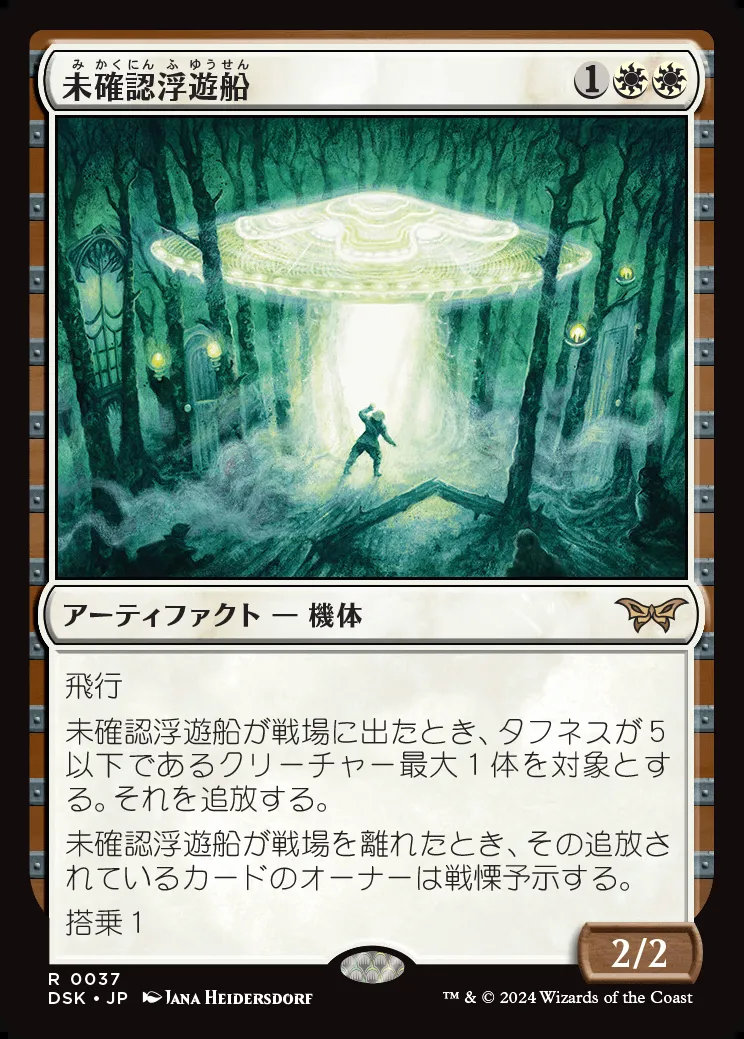 み かくにん ふ ゆうせん
未確認浮遊船 1
アーティファクト — 機体
飛行
未確認浮遊船が戦場に出たとき、タフネスが5
以下であるクリーチャー最大1体を対象とす
る。それを追放する。
未確認浮遊船が戦場を離れたとき、その追放さ
れているカードのオーナーは戦慄予示する。
搭乗1
2/2
R 0037
DSK • JP Jana Heidersdorf
™ & © 2024 Wizards of the Coast